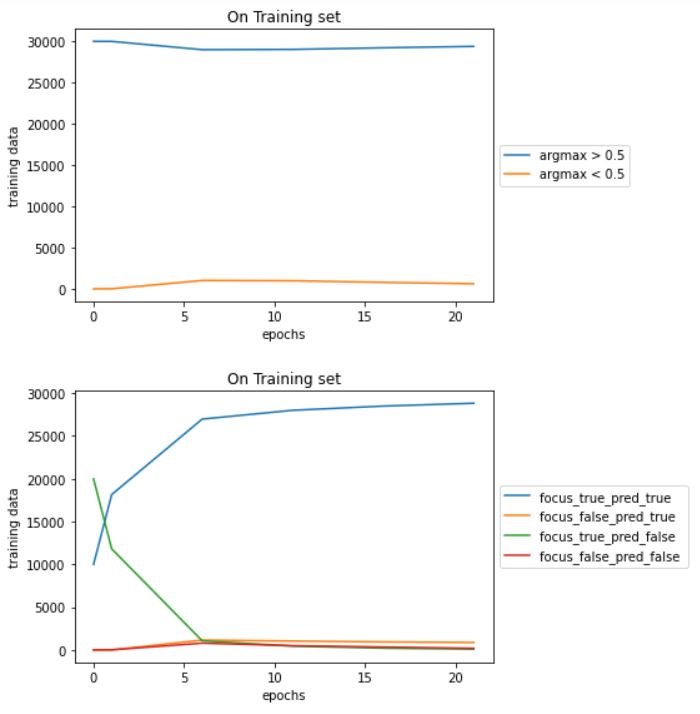 On Training set
30000
25000
20000
15000
10000
5000
0
training data
0 5 10 15 20
epochs
argmax > 0.5
argmax < 0.5
On Training set
30000
25000
20000
15000
10000
5000
0
training data
0 5 10 15 20
epochs
focus_true_pred_true
focus_false_pred_true
focus_true_pred_false
focus_false_pred_false